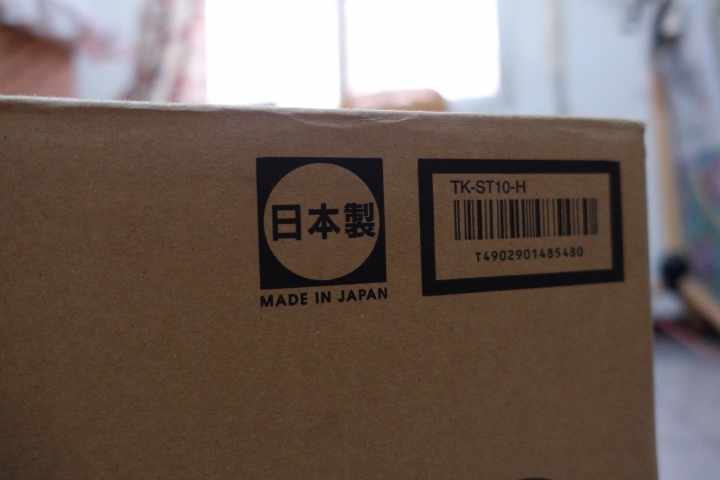 日本製
MADE IN JAPAN
TK-ST10-H
T4902901485480